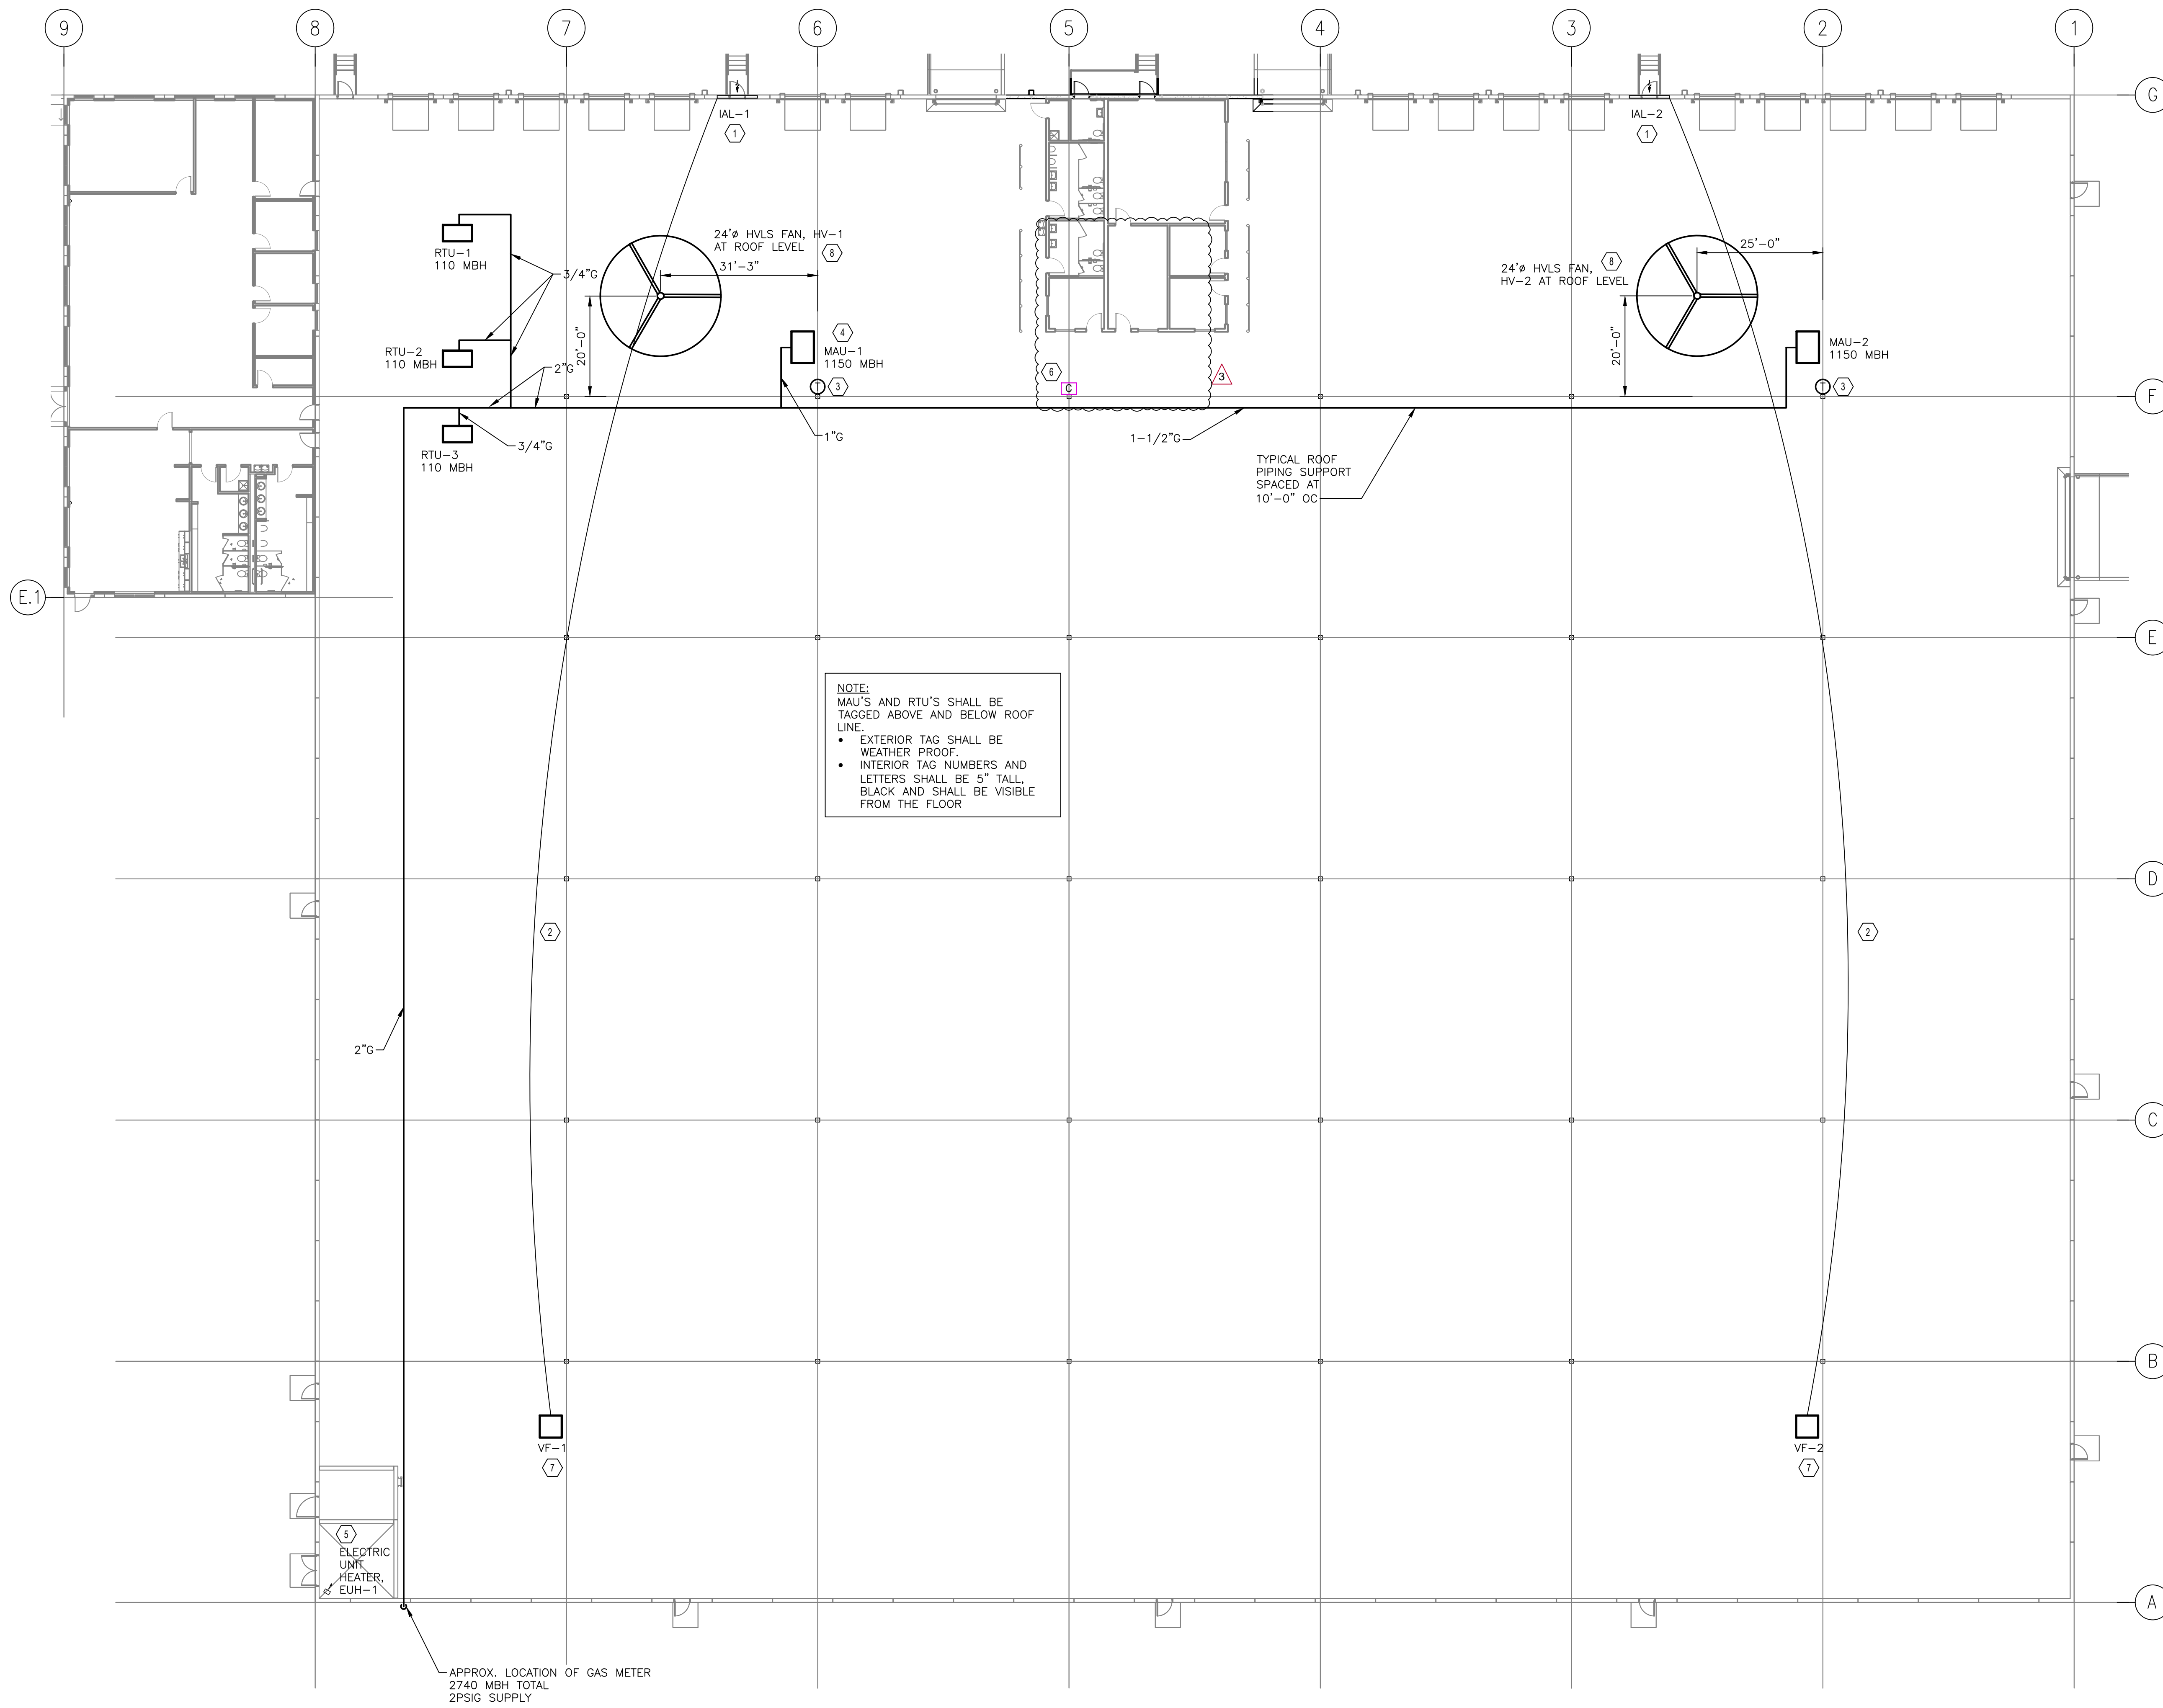 9
8
7
6
5
4
3
2
1
G
IAL-1
1
IAL-2
1
RTU-1
110 MBH
3/4"G
24'ø HVLS FAN, HV-1
AT ROOF LEVEL
8
31'-3"
20'-0"
24'ø HVLS FAN,
HV-2 AT ROOF LEVEL
8
25'-0"
20'-0"
RTU-2
110 MBH
2"G
4
MAU-1
1150 MBH
T
3
6
C
3
MAU-2
1150 MBH
T
3
F
RTU-3
110 MBH
3/4"G
1"G
1-1/2"G
TYPICAL ROOF
PIPING SUPPORT
SPACED AT
10'-0" OC
E.1
E
NOTE:
MAU'S AND RTU'S SHALL BE
TAGGED ABOVE AND BELOW ROOF
LINE.
• EXTERIOR TAG SHALL BE
WEATHER PROOF.
• INTERIOR TAG NUMBERS AND
LETTERS SHALL BE 5" TALL,
BLACK AND SHALL BE VISIBLE
FROM THE FLOOR
D
2
2
2"G
C
B
VF-1
7
VF-2
7
5
ELECTRIC
UNIT
HEATER,
EUH-1
A
APPROX. LOCATION OF GAS METER
2740 MBH TOTAL
2PSIG SUPPLY